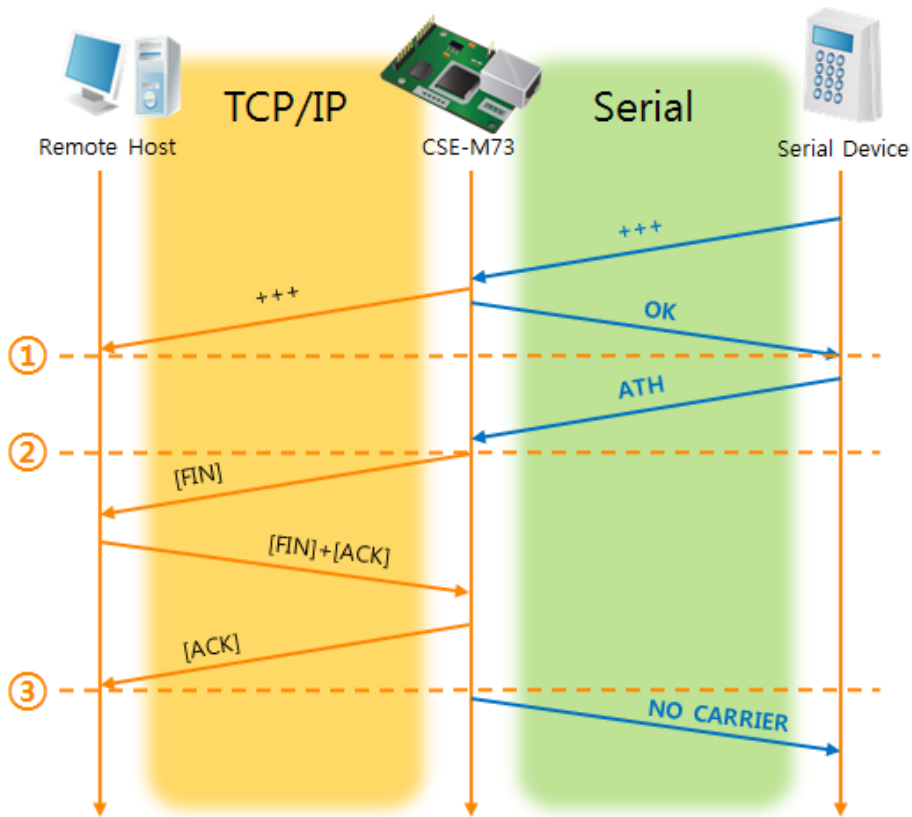 TCP/IP
Serial
Remote Host
CSE-M73
Serial Device
+++
+++
OK
①
ATH
②
[FIN]
[FIN]+[ACK]
[ACK]
③
NO CARRIER